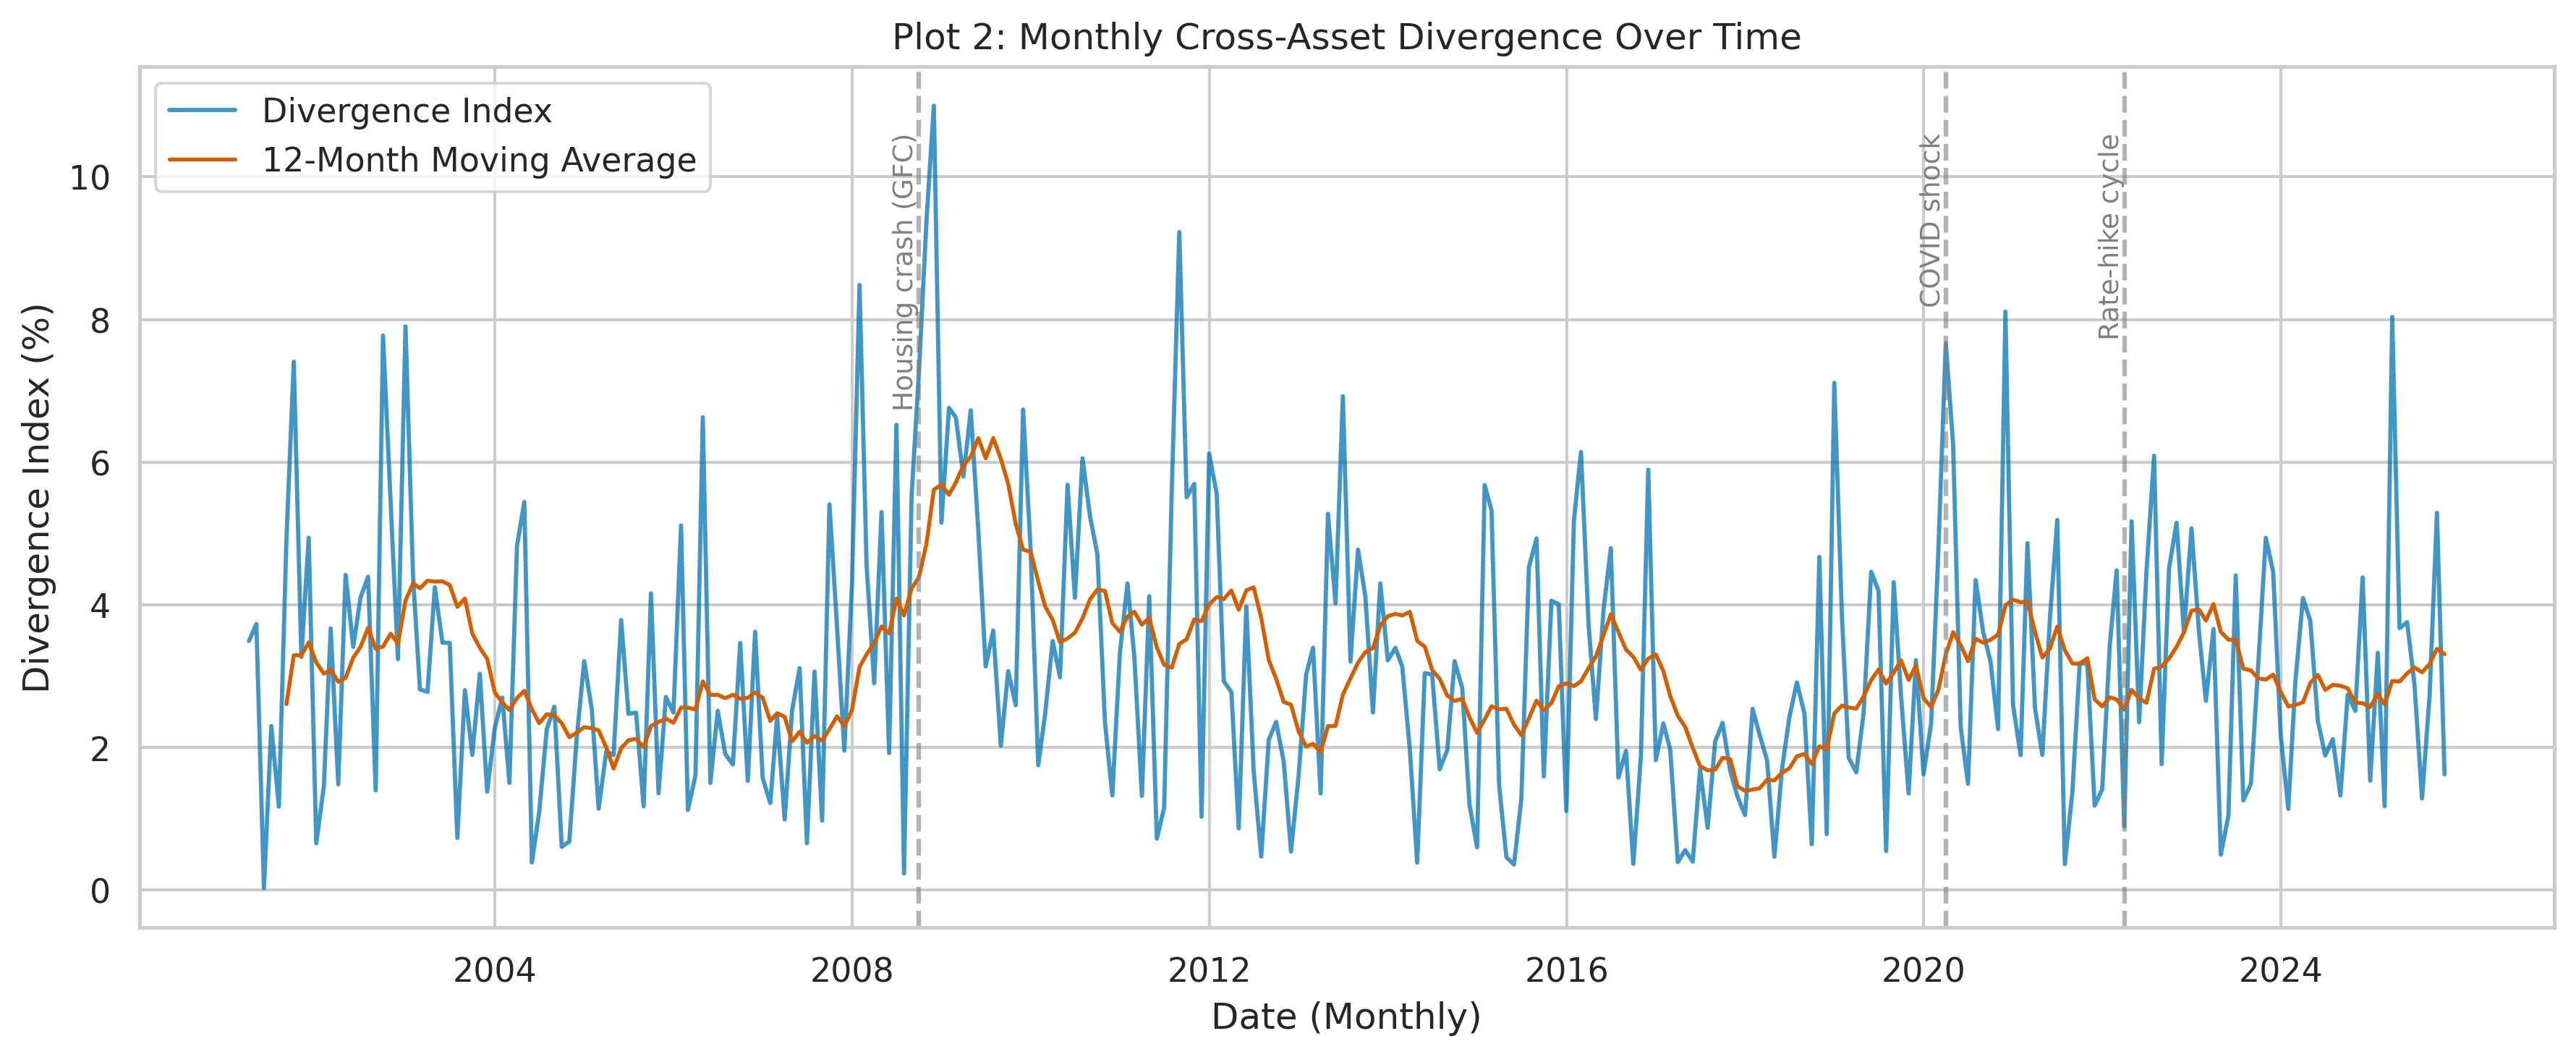 Plot 2: Monthly Cross-Asset Divergence Over Time
Divergence Index
12-Month Moving Average
Housing crash (GFC)
COVID shock
Rate-hike cycle
Divergence Index (%)
10
8
6
4
2
0
2004
2008
2012
2016
2020
2024
Date (Monthly)